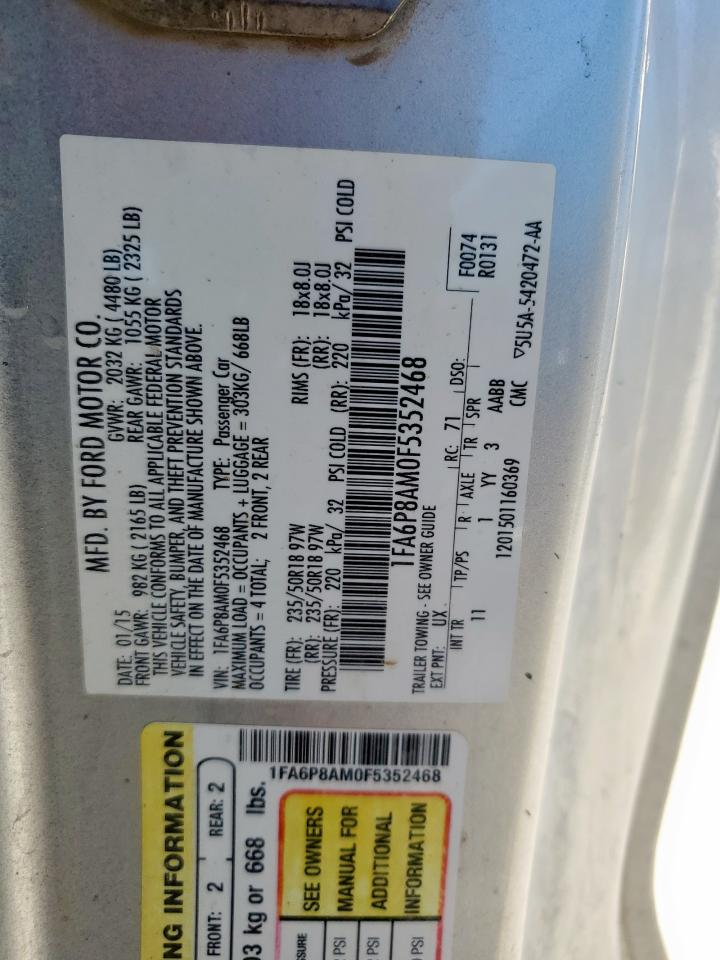 MFD. BY FORD MOTOR CO.
DATE: 01/15 GVWR: 2032 KG ( 4480 LB)
FRONT GAWR: 982 KG ( 2165 LB) REAR GAWR: 1055 KG ( 2325 LB)
THIS VEHICLE CONFORMS TO ALL APPLICABLE FEDERAL MOTOR
VEHICLE SAFETY, BUMPER, AND THEFT PREVENTION STANDARDS
IN EFFECT ON THE DATE OF MANUFACTURE SHOWN ABOVE.
VIN: 1FA6P8AM0F5352468 TYPE: Passenger Car
MAXIMUM LOAD = OCCUPANTS + LUGGAGE = 303KG/ 668LB
OCCUPANTS = 4 TOTAL; 2 FRONT, 2 REAR
TIRE (FR): 235/50R18 97W RIMS (FR): 18x8.0J
(RR): 235/50R18 97W (RR): 18x8.0J
PRESSURE (FR): 220 kPa/ 32 PSI COLD (RR): 220 kPa/ 32 PSI COLD
1FA6P8AM0F5352468
TRAILER TOWING - SEE OWNER GUIDE
EXT PNT: UX RC: 71 DSO: F0074
R0131
INT TR TP/PS R AXLE TR SPR
11 1 YY 3 AABB
1201501160369 CMC ▽5U5A-5420472-AA
NG INFORMATION
FRONT: 2 REAR: 2
03 kg or 668 lbs.
1FA6P8AM0F5352468
SEE OWNERS
MANUAL FOR
ADDITIONAL
INFORMATION
SSURE
PSI
PSI
PSI